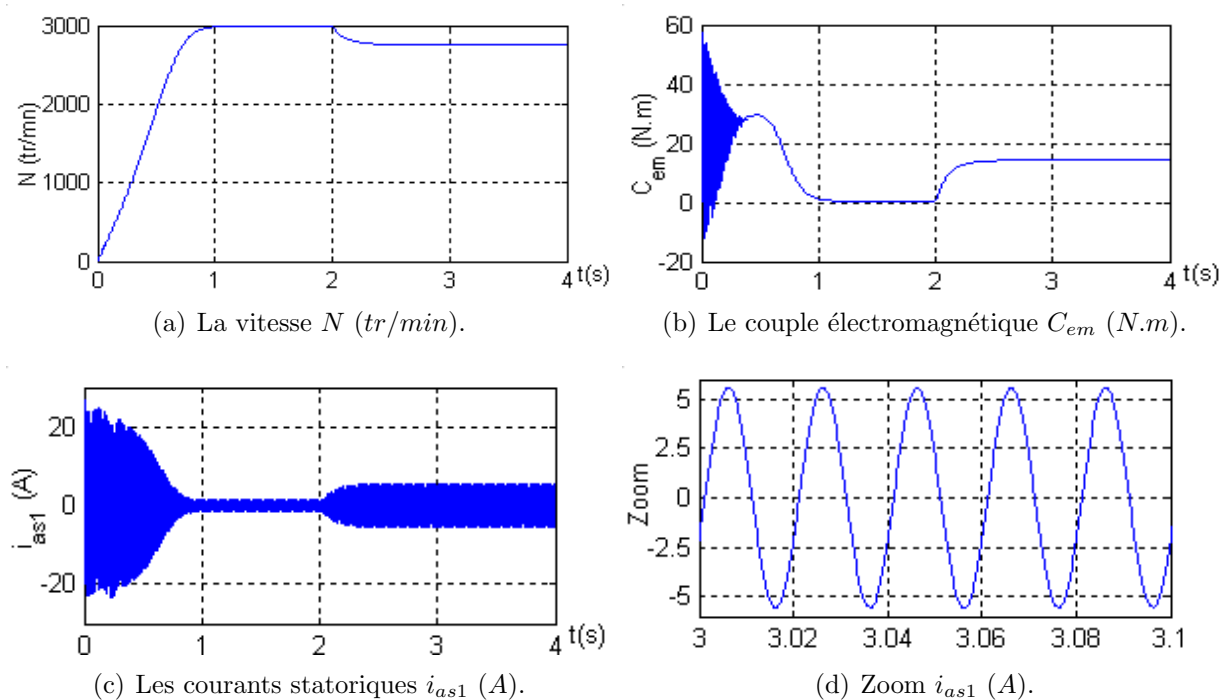 3000
2000
1000
0
N (tr/mn)
0 1 2 3 4 t(s)
(a) La vitesse N (tr/min).
60
40
20
0
-20
C_em (N.m)
0 1 2 3 4 t(s)
(b) Le couple électromagnétique C_em (N.m).
20
0
-20
i_as1 (A)
0 1 2 3 4 t(s)
(c) Les courants statoriques i_as1 (A).
5
2.5
0
-2.5
-5
Zoom
3 3.02 3.04 3.06 3.08 3.1
(d) Zoom i_as1 (A).